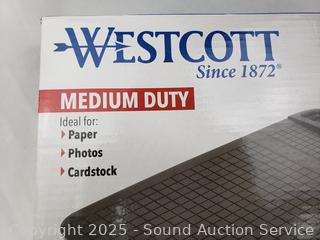 WESTCOTT
Since 1872®
MEDIUM DUTY
Ideal for:
Paper
Photos
Cardstock
Copyright 2025 - Sound Auction Service